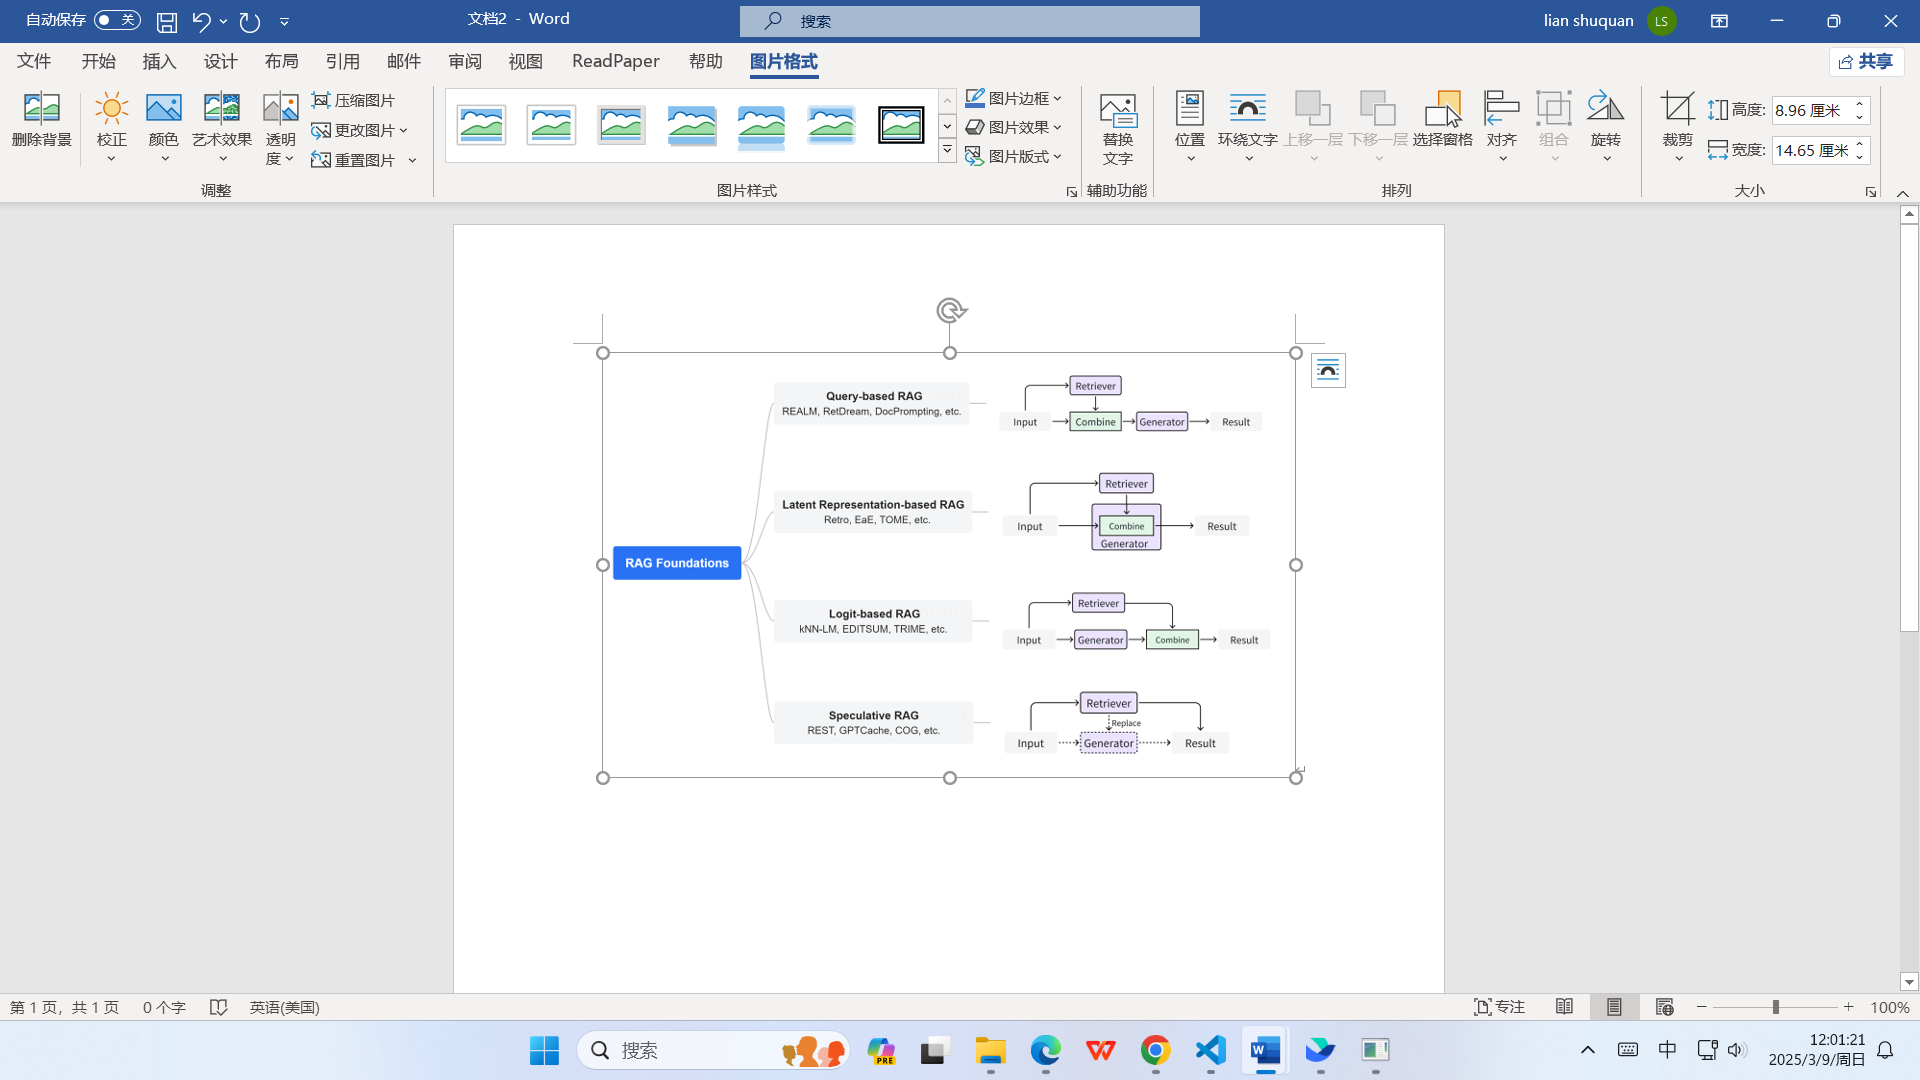 自动保存 关 文档2 - Word 搜索 lian shuquan LS
文件 开始 插入 设计 布局 引用 邮件 审阅 视图 ReadPaper 帮助 图片格式 共享
删除背景 校正 颜色 艺术效果 透明度 压缩图片 更改图片 重置图片
调整
图片边框 图片效果 图片版式
图片样式
替换文字
辅助功能
位置 环绕文字 上移一层 下移一层 选择窗格 对齐 组合 旋转
排列
裁剪 高度: 8.96 厘米
宽度: 14.65 厘米
大小
RAG Foundations
Query-based RAG
REALM, RetDream, DocPrompting, etc.
Retriever
Input Combine Generator Result
Latent Representation-based RAG
Retro, EaE, TOME, etc.
Retriever
Input Combine Result
Generator
Logit-based RAG
kNN-LM, EDITSUM, TRIME, etc.
Retriever
Input Generator Combine Result
Speculative RAG
REST, GPTCache, COG, etc.
Retriever
Replace
Input Generator Result
第 1 页，共 1 页 0 个字 英语(美国) 专注 100%
搜索 PRE 中 12:01:21
2025/3/9/周日